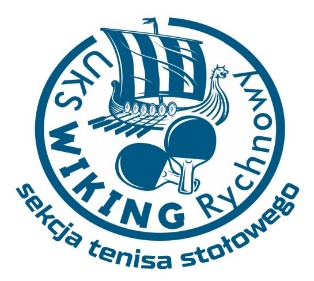 UKS WIKING Rychnowy
sekcja tenisa stołowego